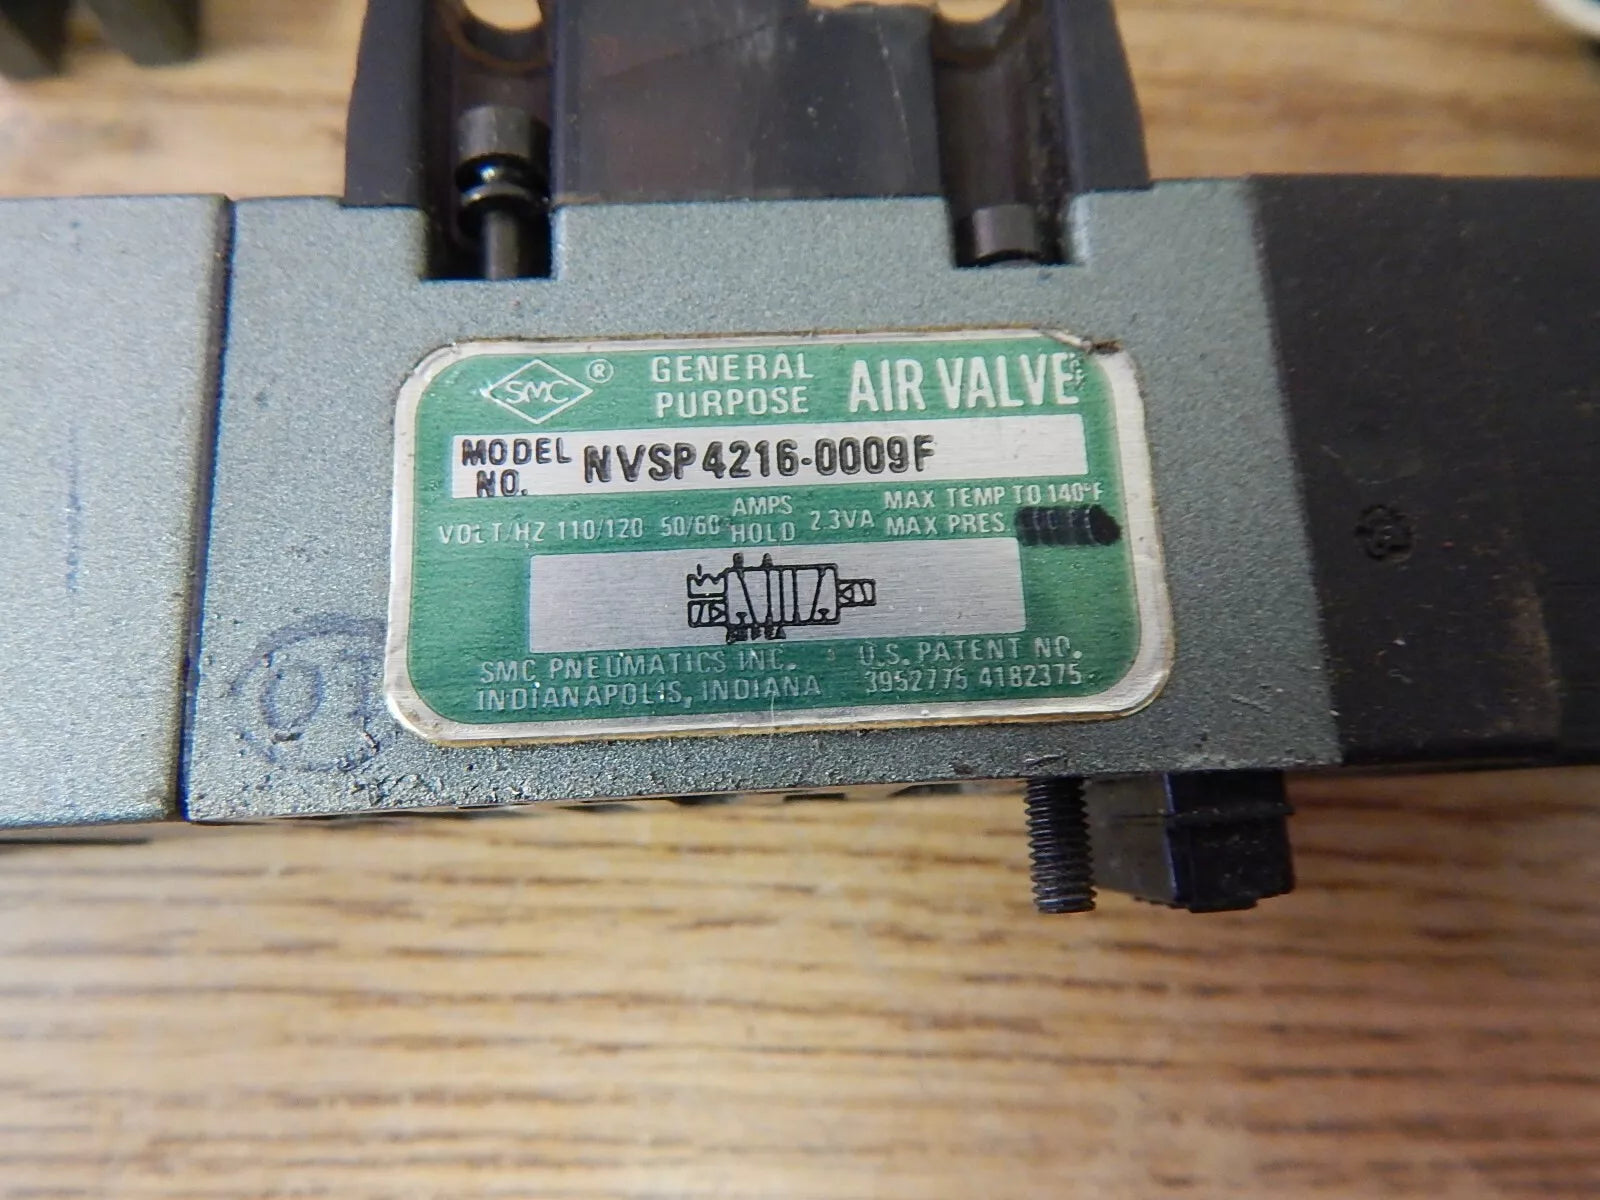 SMC ® GENERAL PURPOSE AIR VALVE
MODEL NO. NVSP4216-0009F
VOLT/HZ 110/120 50/60 AMPS HOLD 2.3VA MAX TEMP TO 140°F
MAX PRES.
SMC PNEUMATICS INC. U.S. PATENT NO.
INDIANAPOLIS, INDIANA 3952775 4182375